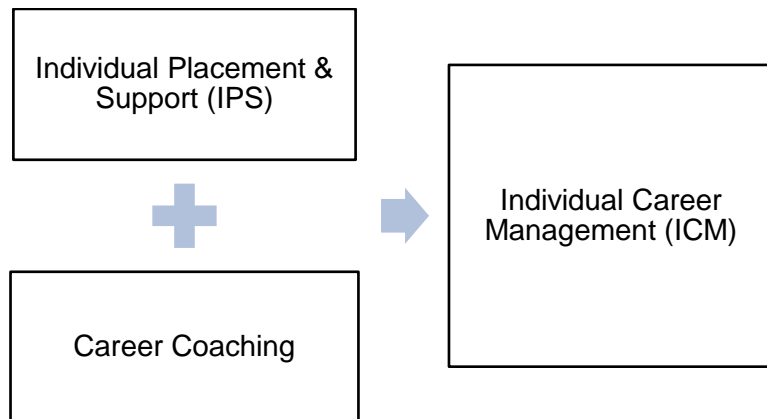 Individual Placement &
Support (IPS)
Career Coaching
Individual Career
Management (ICM)